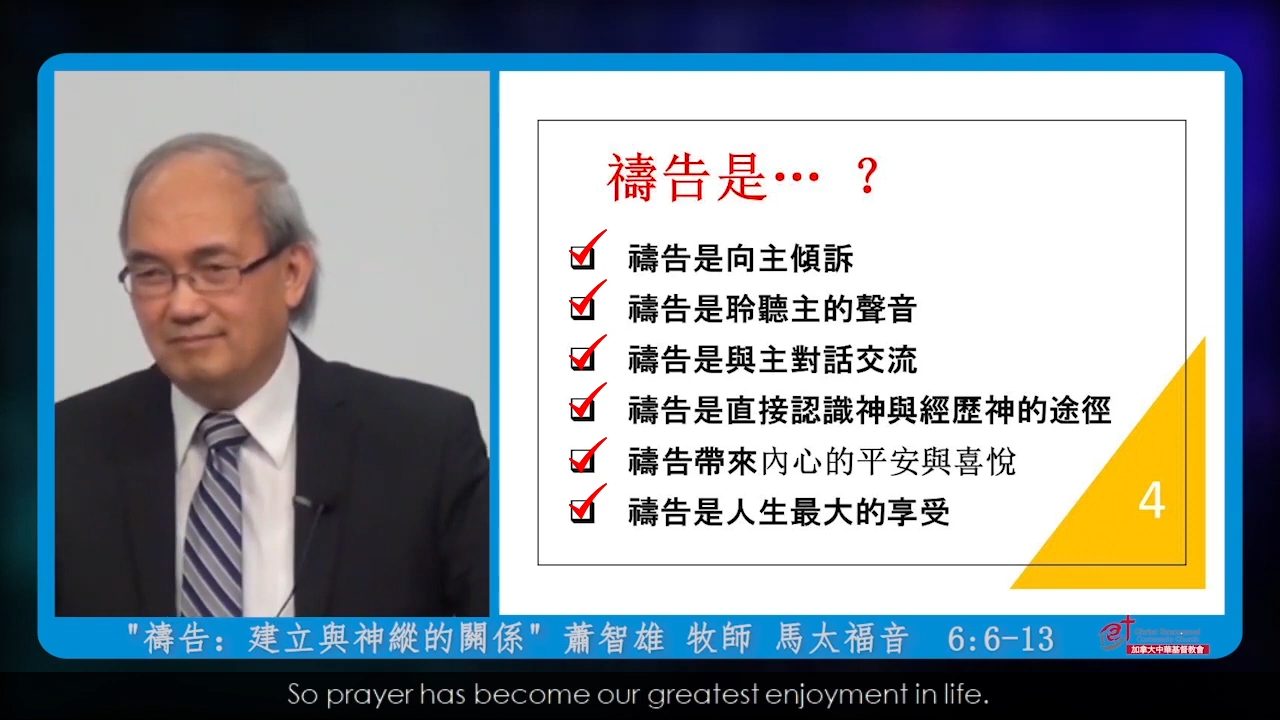 禱告是… ？
禱告是向主傾訴
禱告是聆聽主的聲音
禱告是與主對話交流
禱告是直接認識神與經歷神的途徑
禱告帶來內心的平安與喜悅
禱告是人生最大的享受
4
"禱告: 建立與神縱的關係" 蕭智雄 牧師 馬太福音 6:6-13
加拿大中華基督教會
So prayer has become our greatest enjoyment in life.